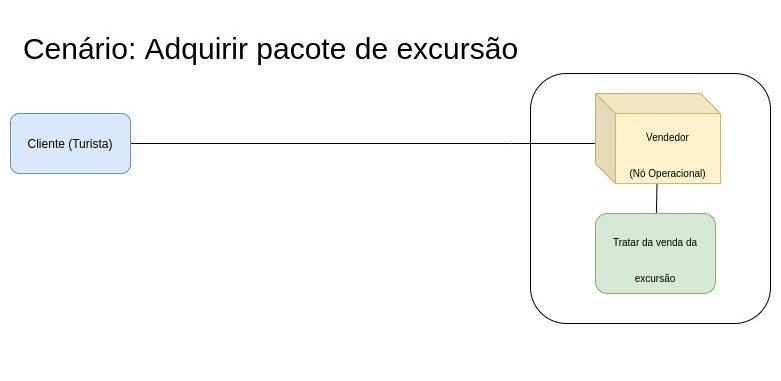 Cenário: Adquirir pacote de excursão
Cliente (Turista)
Vendedor
(Nó Operacional)
Tratar da venda da
excursão